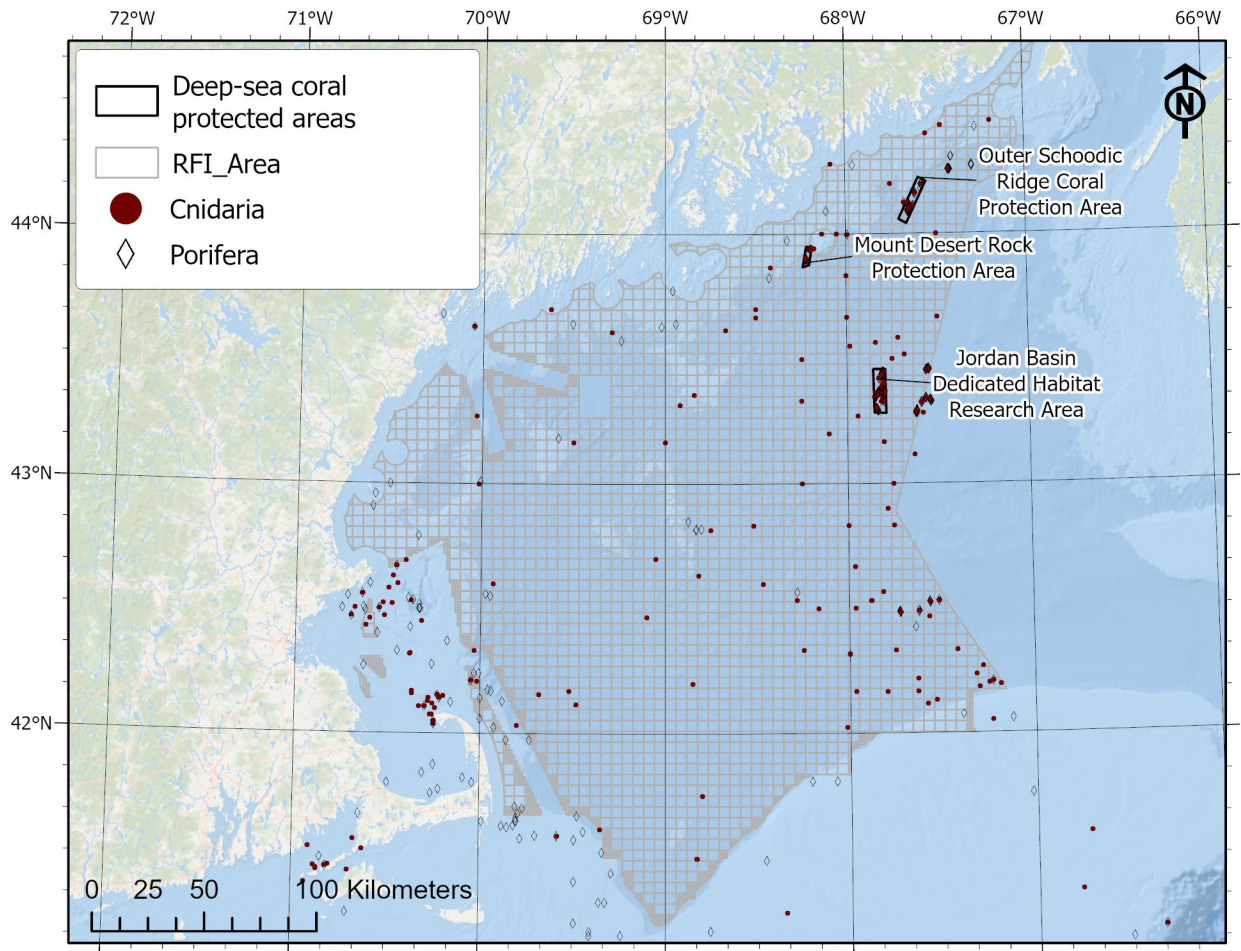 72°W 71°W 70°W 69°W 68°W 67°W 66°W
Deep-sea coral
protected areas
RFI_Area
Cnidaria
Porifera
N
Outer Schoodic
Ridge Coral
Protection Area
44°N
Mount Desert Rock
Protection Area
Jordan Basin
Dedicated Habitat
Research Area
43°N
42°N
0 25 50 100 Kilometers